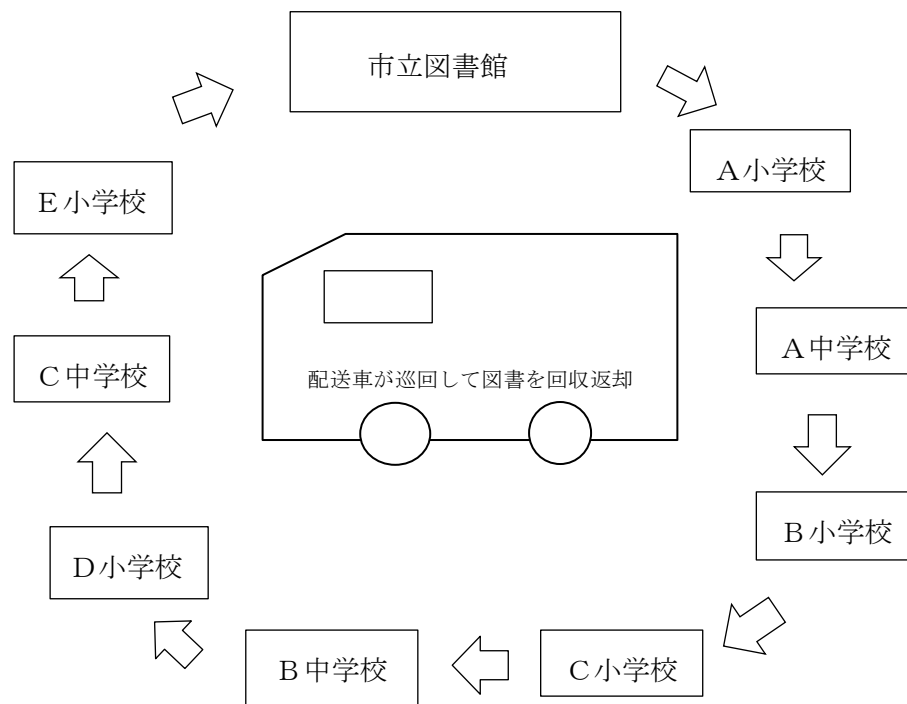 市立図書館
A小学校
E小学校
A中学校
C中学校
配送車が巡回して図書を回収返却
B小学校
D小学校
B中学校
C小学校